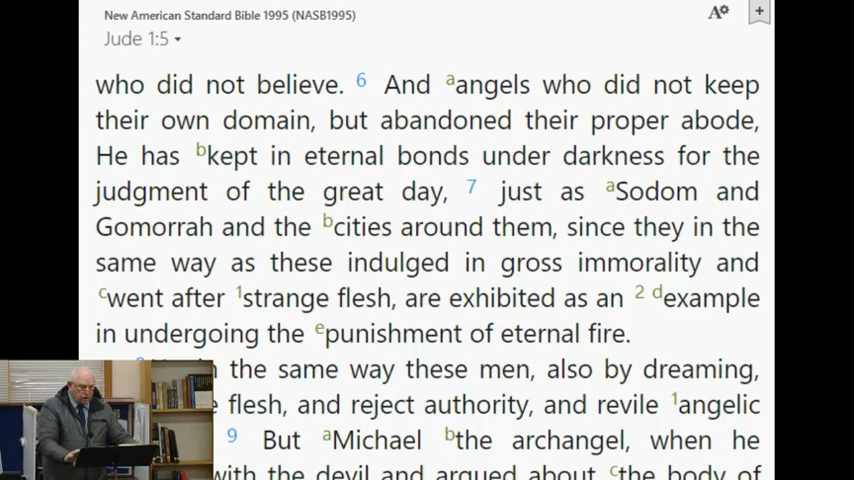 New American Standard Bible 1995 (NASB1995)
Jude 1:5
who did not believe. 6 And aangels who did not keep
their own domain, but abandoned their proper abode,
He has bkept in eternal bonds under darkness for the
judgment of the great day, 7 just as aSodom and
Gomorrah and the bcities around them, since they in the
same way as these indulged in gross immorality and
cwent after 1strange flesh, are exhibited as an 2 dexample
in undergoing the epunishment of eternal fire.
the same way these men, also by dreaming,
flesh, and reject authority, and revile 1angelic
9 But aMichael bthe archangel, when he
with the devil and argued about cthe body of